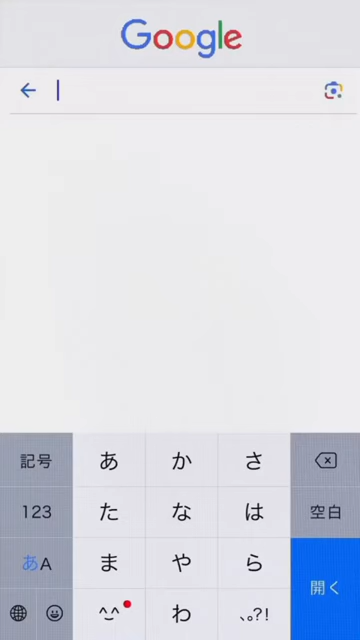 Google
記号 あ か さ
123 た な は 空白
あA ま や ら 開く
^_^ わ 、。?!